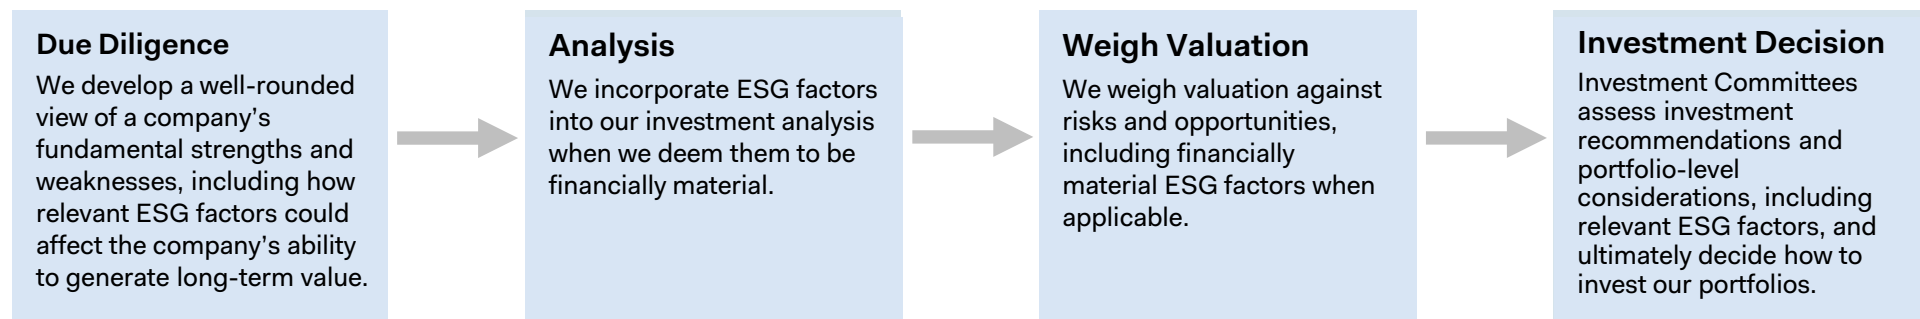 Due Diligence
We develop a well-rounded
view of a company’s
fundamental strengths and
weaknesses, including how
relevant ESG factors could
affect the company’s ability
to generate long-term value.
Analysis
We incorporate ESG factors
into our investment analysis
when we deem them to be
financially material.
Weigh Valuation
We weigh valuation against
risks and opportunities,
including financially
material ESG factors when
applicable.
Investment Decision
Investment Committees
assess investment
recommendations and
portfolio-level
considerations, including
relevant ESG factors, and
ultimately decide how to
invest our portfolios.